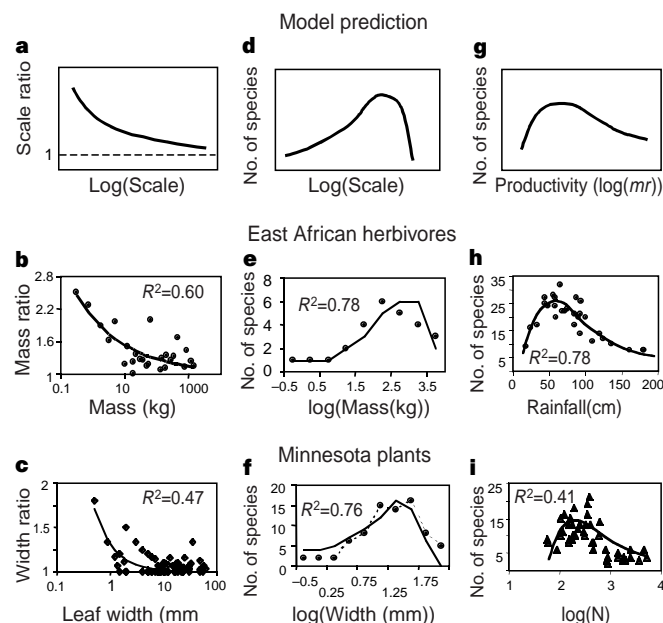 Model prediction
a
Scale ratio
1
Log(Scale)
d
No. of species
Log(Scale)
g
No. of species
Productivity (log(mr))
East African herbivores
b
Mass ratio
2.8
2.2
1.6
1
R²=0.60
0.1
10
1000
Mass (kg)
e
No. of species
8
6
4
2
0
R²=0.78
–0.25
0.75
1.75
2.75
3.75
log(Mass(kg))
h
No. of species
35
25
15
5
R²=0.78
0
50
100
150
200
Rainfall(cm)
Minnesota plants
c
Width ratio
2
1.5
1
R²=0.47
0.1
1
10
100
Leaf width (mm
f
No. of species
20
15
10
5
0
R²=0.76
–0.5
0.25
0.75
1.25
1.75
log(Width (mm))
i
No. of species
25
15
5
R²=0.41
1
2
3
4
log(N)